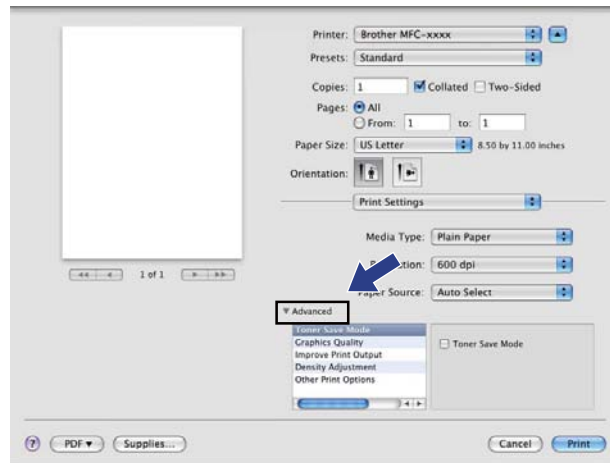 Printer: Brother MFC-xxxx
Presets: Standard
Copies: 1 Collated Two-Sided
Pages: All
From: 1 to: 1
Paper Size: US Letter 8.50 by 11.00 inches
Orientation:
Print Settings
Media Type: Plain Paper
600 dpi
1 of 1
Paper Source: Auto Select
Advanced
Toner Save Mode
Graphics Quality
Toner Save Mode
Improve Print Output
Density Adjustment
Other Print Options
? PDF Supplies... Cancel Print